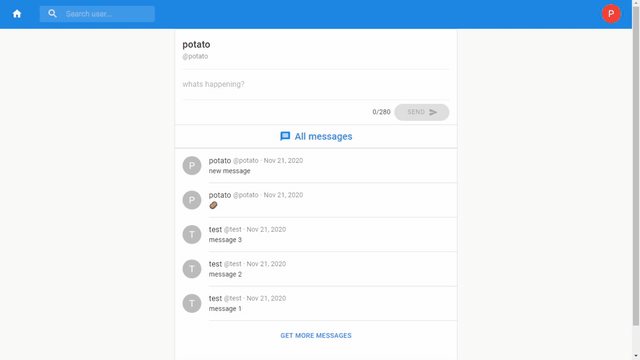 Search user...
P
potato
@potato
whats happening?
0/280 SEND
All messages
P potato @potato · Nov 21, 2020
new message
P potato @potato · Nov 21, 2020
🥔
T test @test · Nov 21, 2020
message 3
T test @test · Nov 21, 2020
message 2
T test @test · Nov 21, 2020
message 1
GET MORE MESSAGES